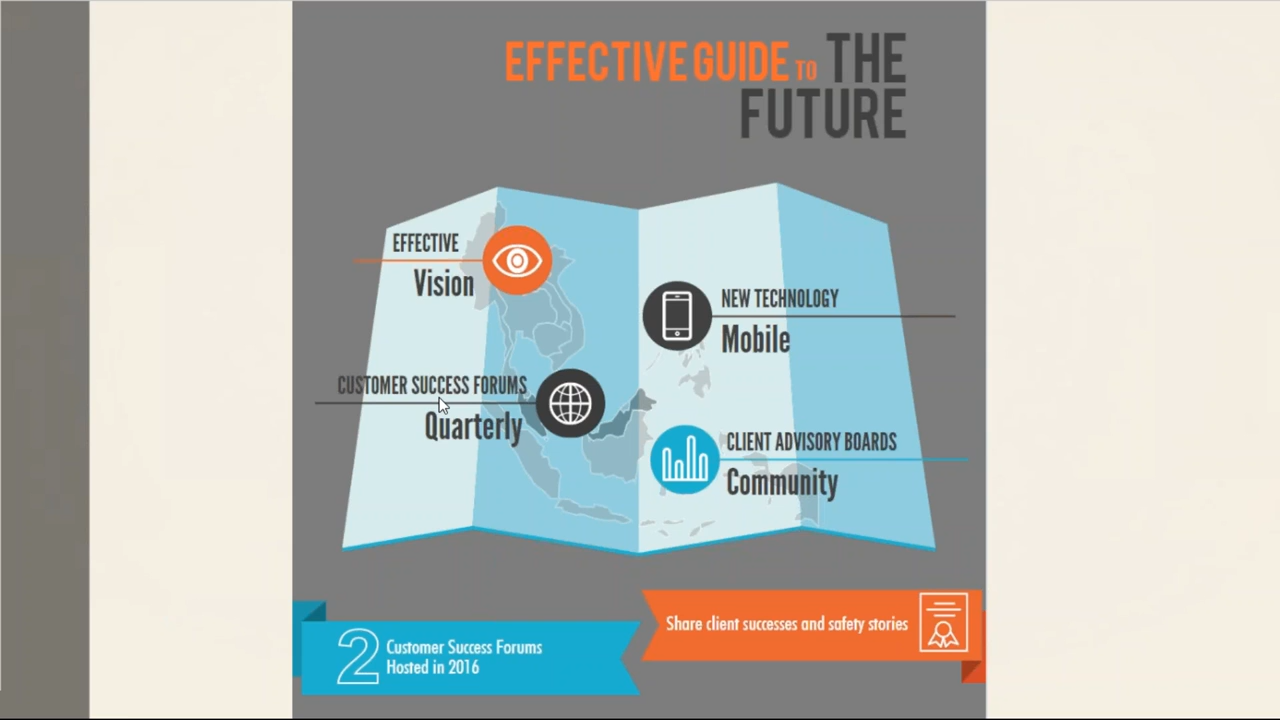 EFFECTIVE GUIDE TO THE
FUTURE
EFFECTIVE
Vision
NEW TECHNOLOGY
Mobile
CUSTOMER SUCCESS FORUMS
Quarterly
CLIENT ADVISORY BOARDS
Community
2 Customer Success Forums
Hosted in 2016
Share client successes and safety stories